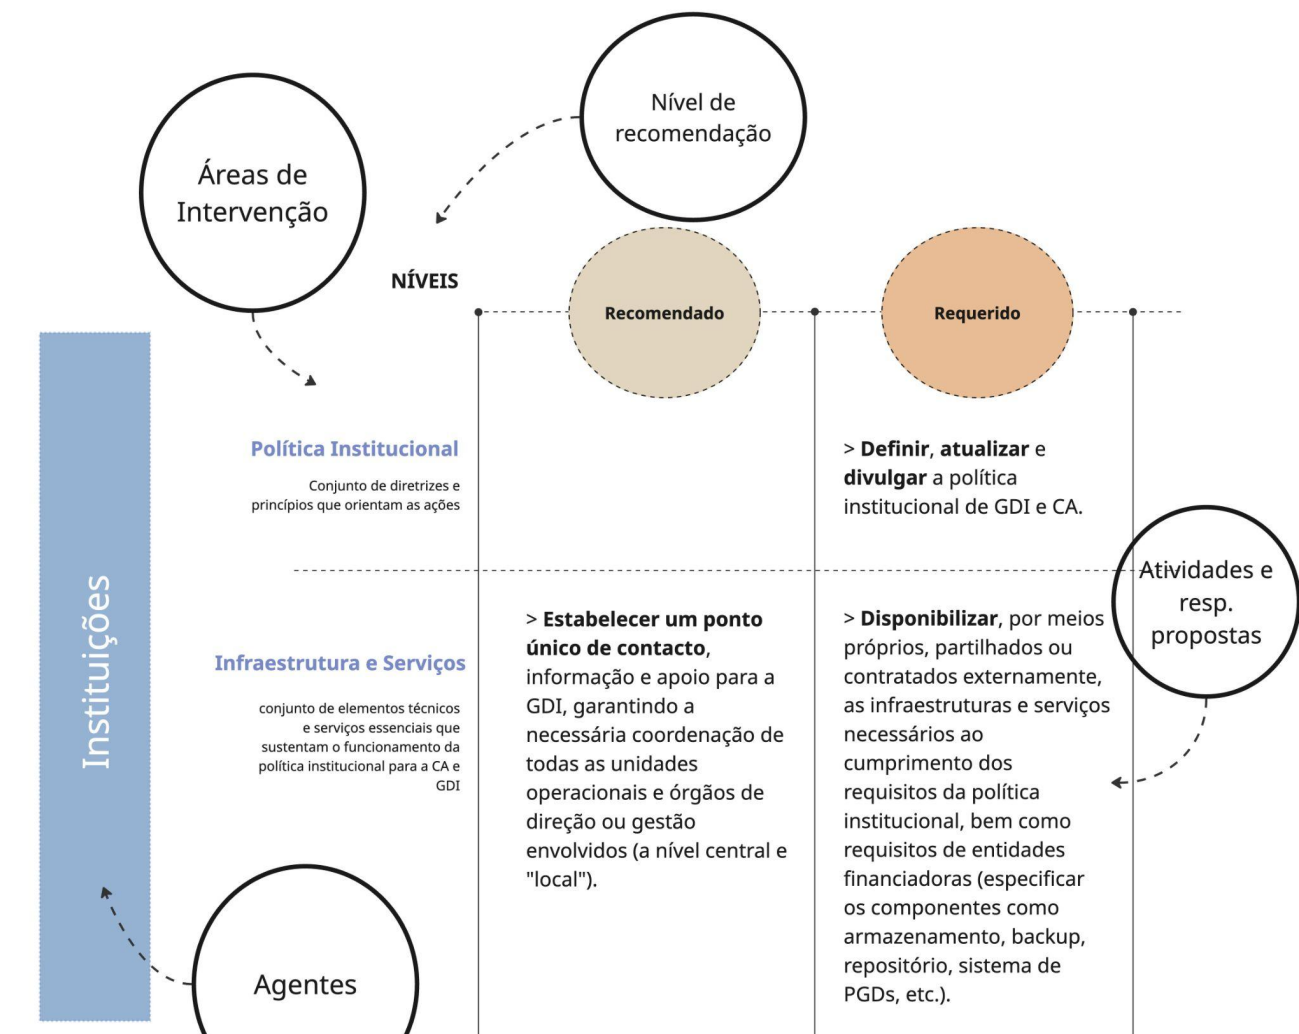 Nível de
recomendação
Áreas de
Intervenção
NÍVEIS
Recomendado
Requerido
Instituições
Política Institucional
Conjunto de diretrizes e
princípios que orientam as ações
> Definir, atualizar e
divulgar a política
institucional de GDI e CA.
Atividades e
resp.
propostas
Infraestrutura e Serviços
conjunto de elementos técnicos
e serviços essenciais que
sustentam o funcionamento da
política institucional para a CA e
GDI
> Estabelecer um ponto
único de contacto,
informação e apoio para a
GDI, garantindo a
necessária coordenação de
todas as unidades
operacionais e órgãos de
direção ou gestão
envolvidos (a nível central e
"local").
> Disponibilizar, por meios
próprios, partilhados ou
contratados externamente,
as infraestruturas e serviços
necessários ao
cumprimento dos
requisitos da política
institucional, bem como
requisitos de entidades
financiadoras (especificar
os componentes como
armazenamento, backup,
repositório, sistema de
PGDs, etc.).
Agentes